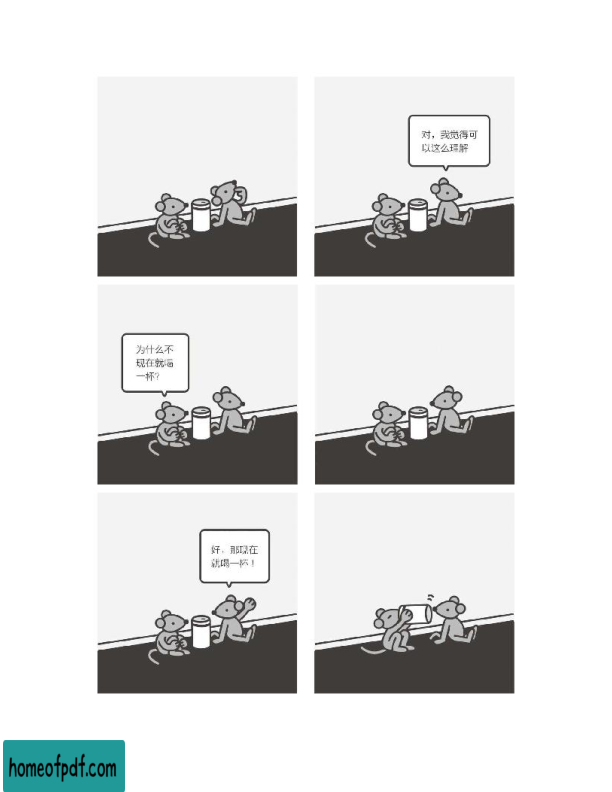 对，我觉得可
以这么理解
为什么不
现在就喝
一杯？
好，那现在
就喝一杯！
homeofpdf.com